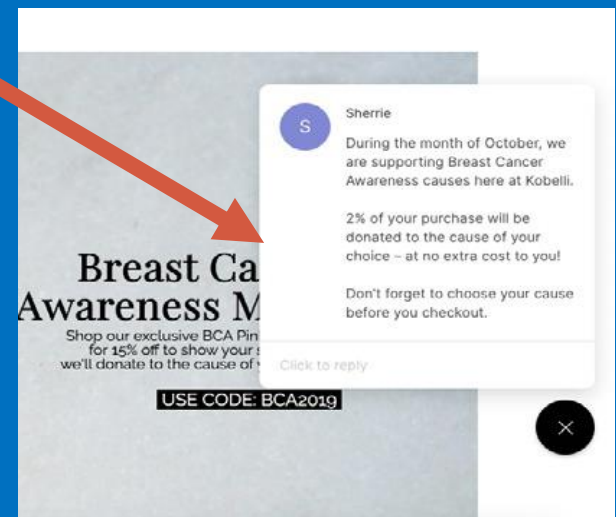 S
Sherrie
During the month of October, we
are supporting Breast Cancer
Awareness causes here at Kobelli.
2% of your purchase will be
donated to the cause of your
choice – at no extra cost to you!
Don't forget to choose your cause
before you checkout.
Click to reply
Breast Ca
Awareness M
Shop our exclusive BCA Pin
for 15% off to show your s
we'll donate to the cause of
USE CODE: BCA2019